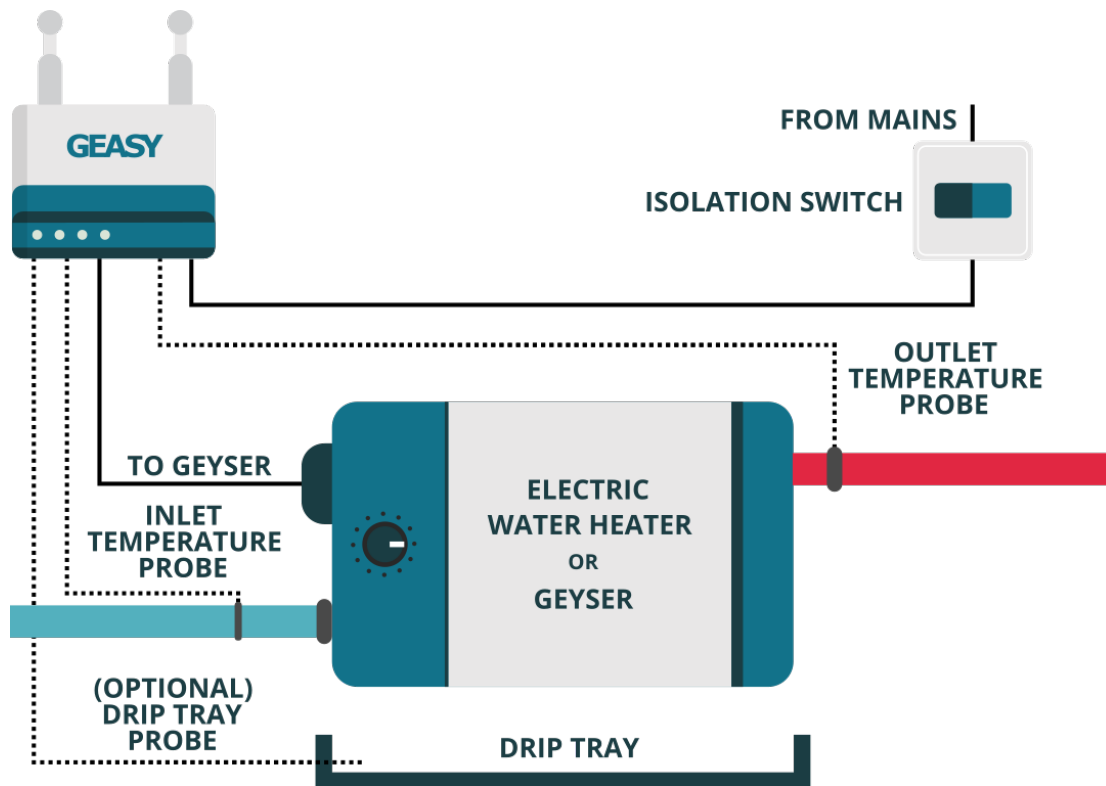 GEASY
FROM MAINS
ISOLATION SWITCH
OUTLET
TEMPERATURE
PROBE
TO GEYSER
INLET
TEMPERATURE
PROBE
ELECTRIC
WATER HEATER
OR
GEYSER
(OPTIONAL)
DRIP TRAY
PROBE
DRIP TRAY